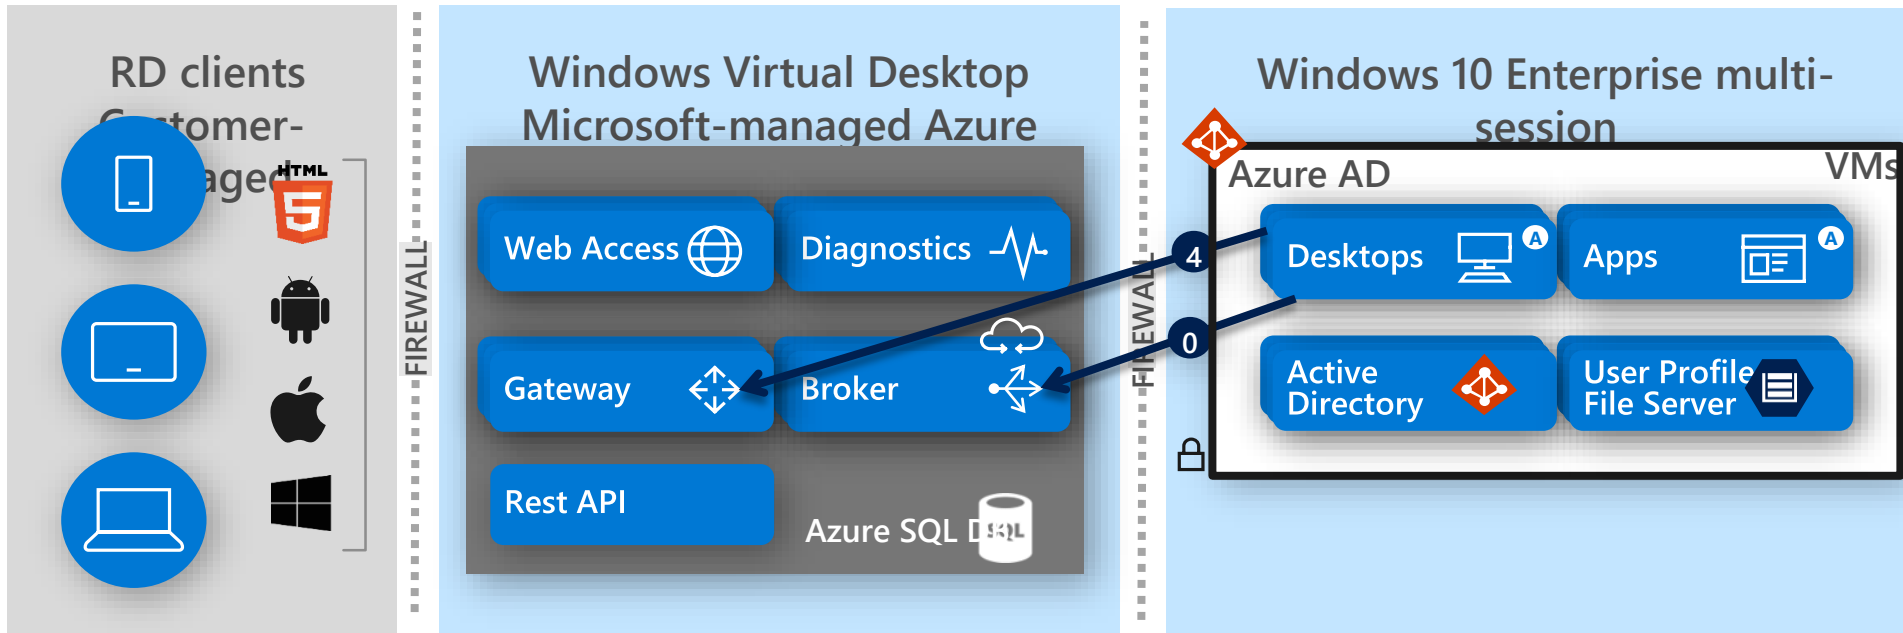 RD clients
aged
HTML
5
FIREWALL
Windows Virtual Desktop
Microsoft-managed Azure
Web Access
Diagnostics
Gateway
Broker
Rest API
Azure SQL D
SQL
FIREWALL
4
0
Windows 10 Enterprise multi-
session
Azure AD
VMs
Desktops
A
Apps
A
Active
Directory
User Profile
File Server